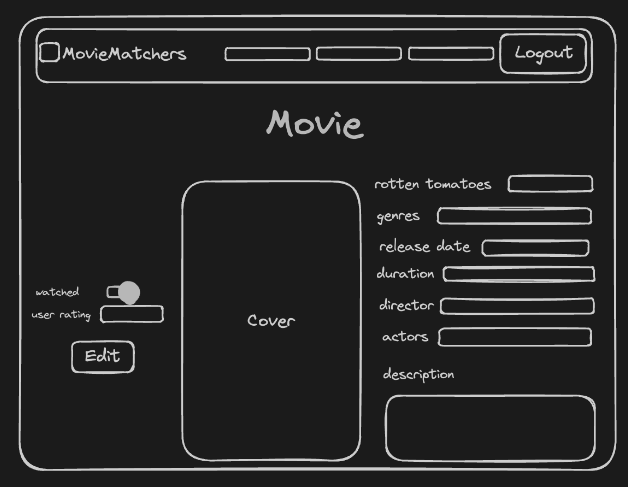 MovieMatchers
Logout
Movie
rotten tomatoes
genres
release date
duration
director
actors
description
Cover
watched
user rating
Edit